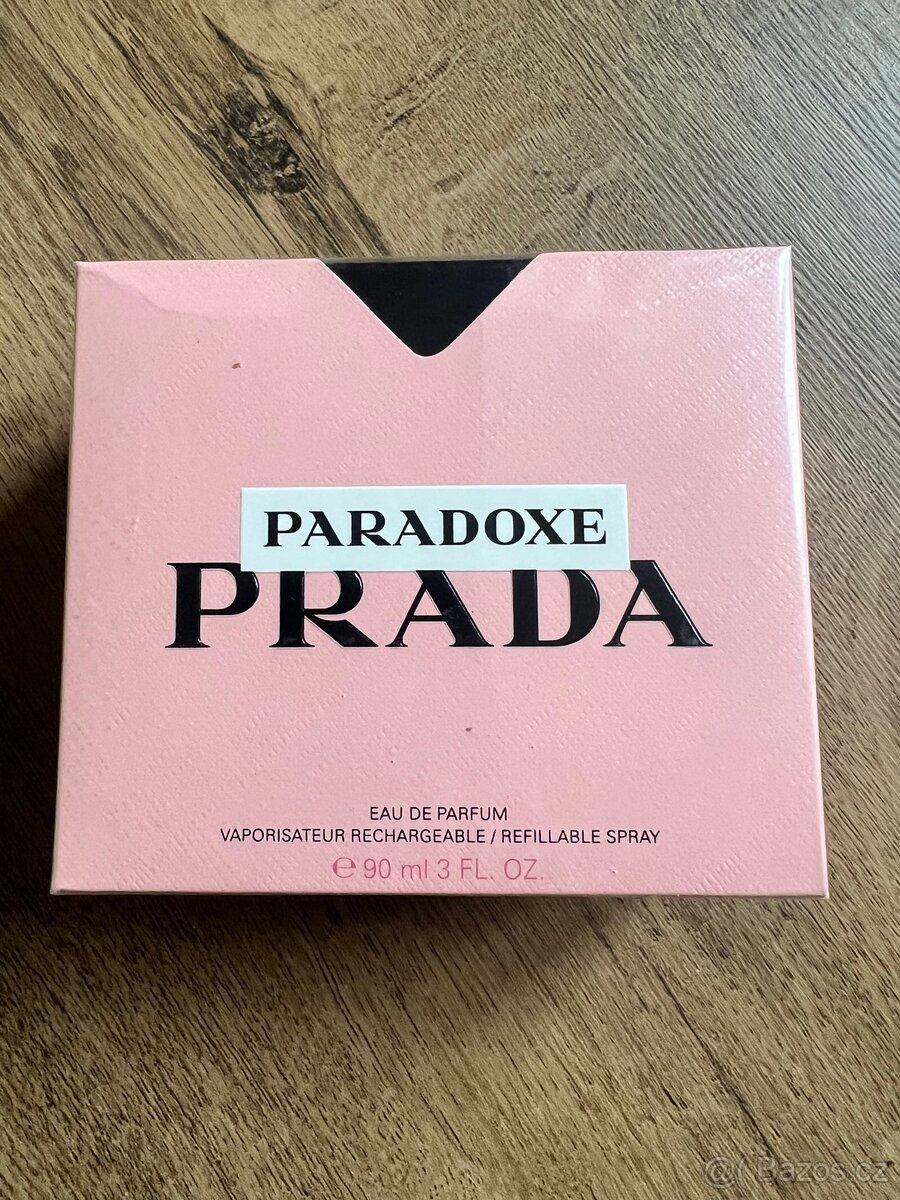 PARADOXE
PRADA
EAU DE PARFUM
VAPORISATEUR RECHARGEABLE / REFILLABLE SPRAY
℮ 90 ml 3 FL. OZ.
@ Bazos.cz